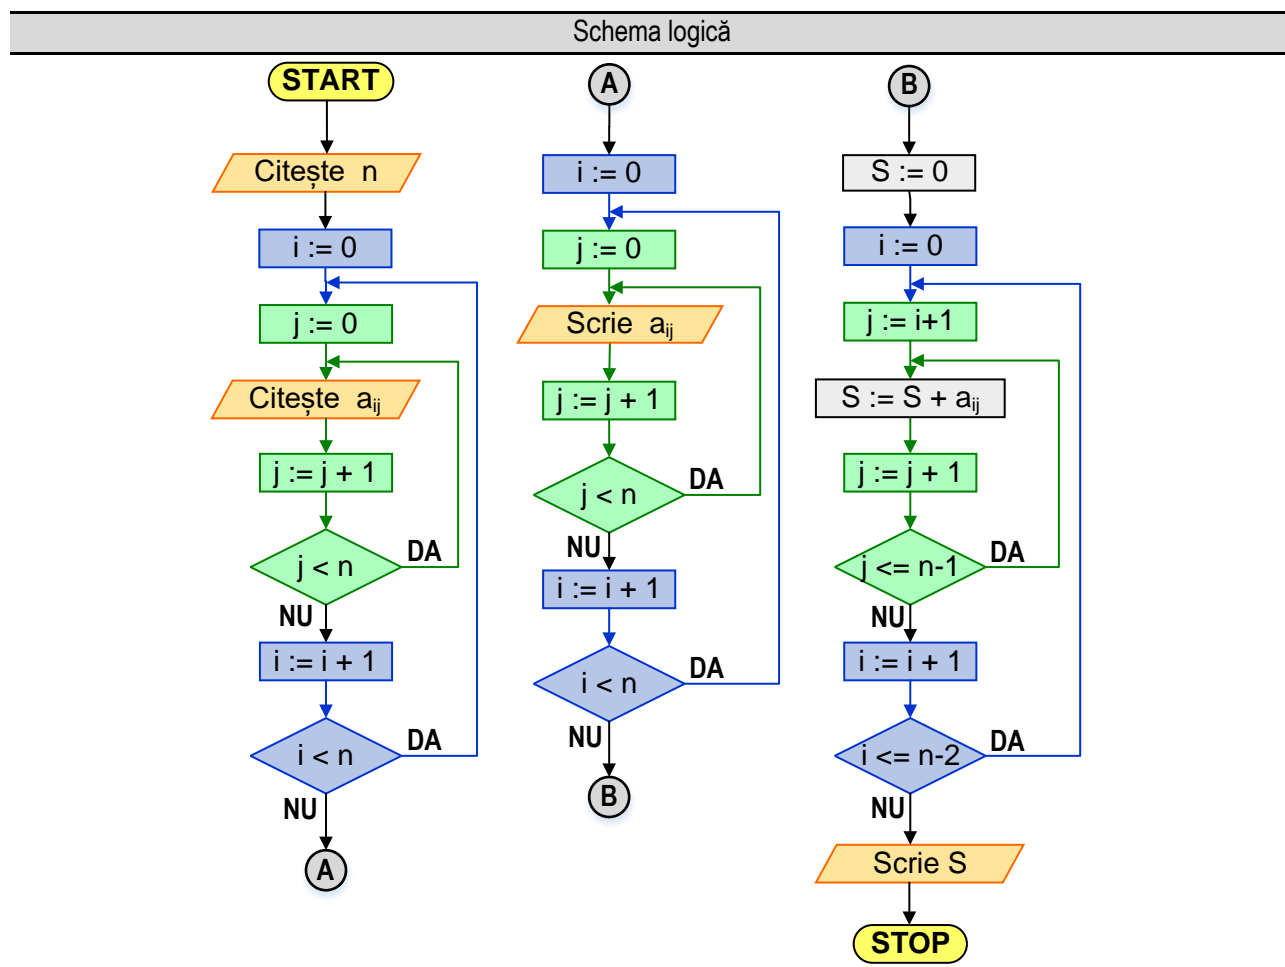 Schema logică
START
Citește n
i := 0
j := 0
Citește aij
j := j + 1
j < n
DA
NU
i := i + 1
i < n
DA
NU
A
A
i := 0
j := 0
Scrie aij
j := j + 1
j < n
DA
NU
i := i + 1
i < n
DA
NU
B
B
S := 0
i := 0
j := i+1
S := S + aij
j := j + 1
j <= n-1
DA
NU
i := i + 1
i <= n-2
DA
NU
Scrie S
STOP